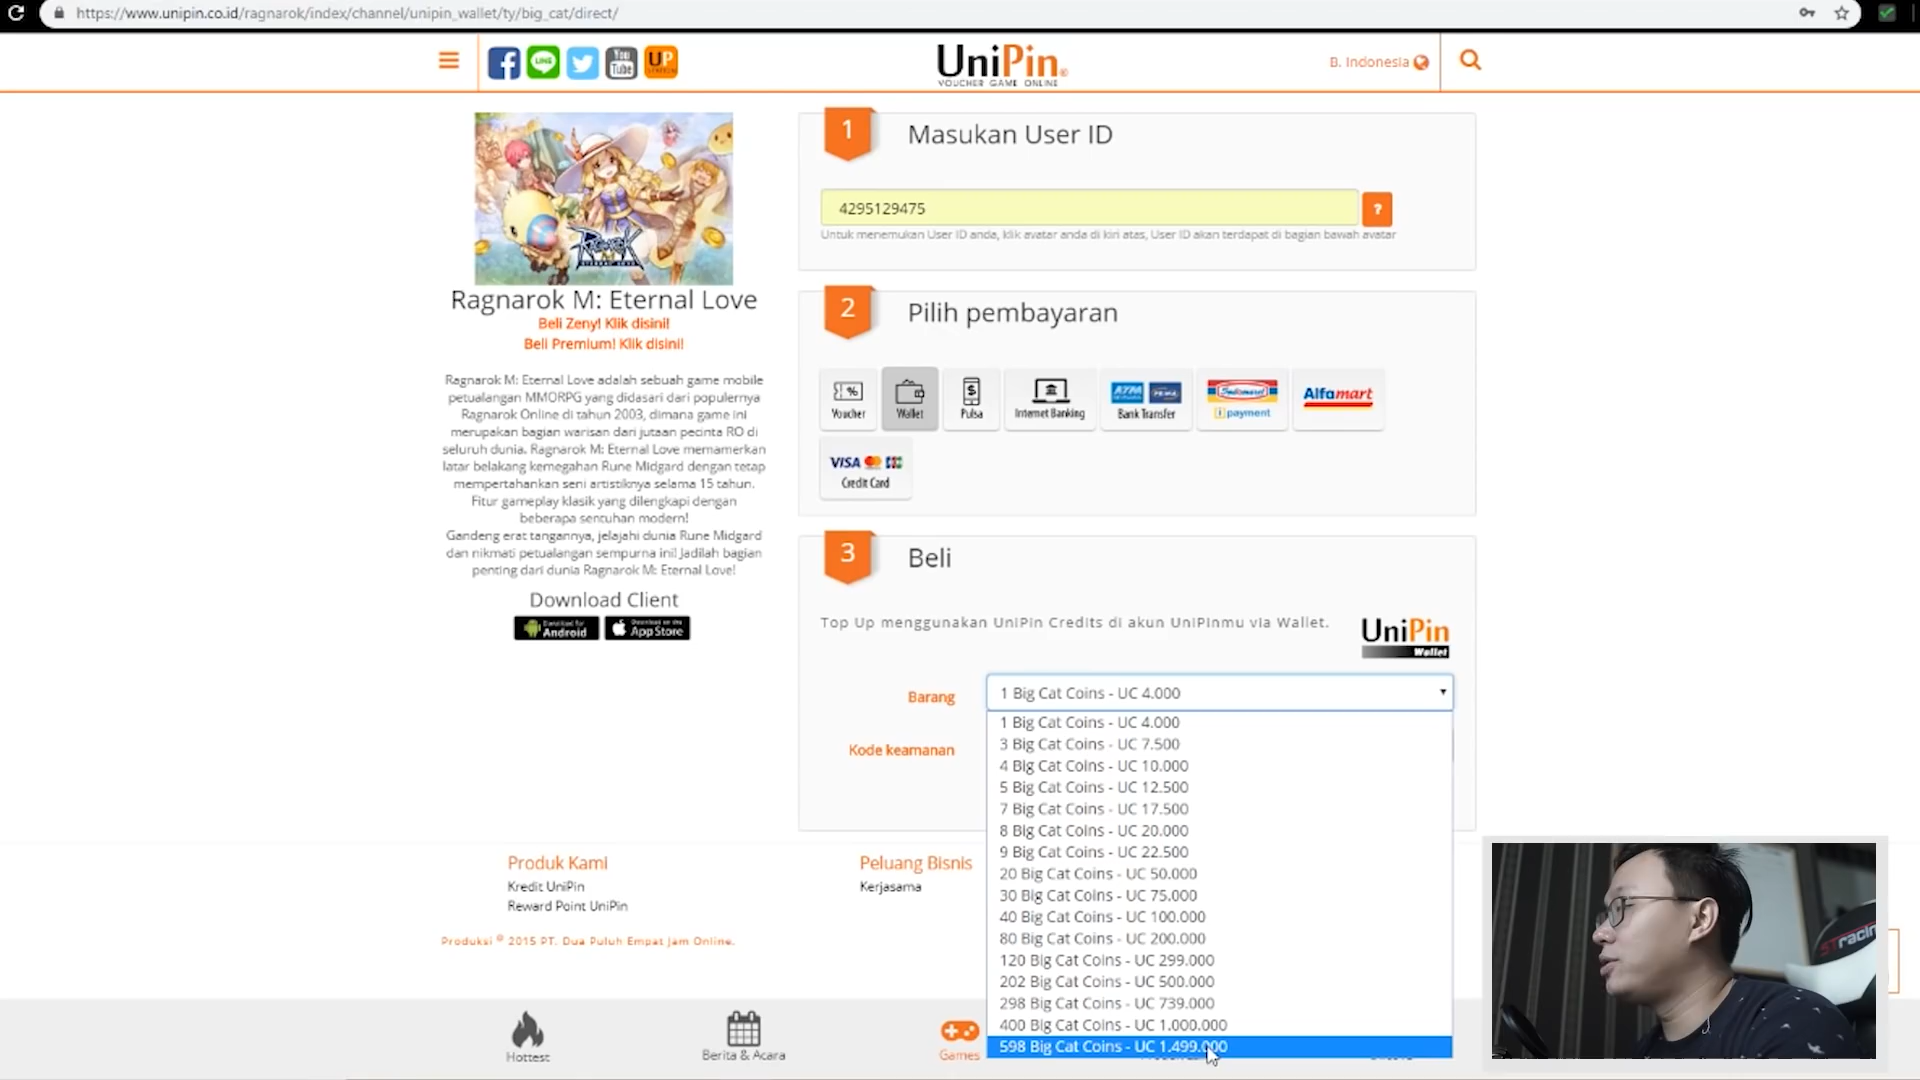 https://www.unipin.co.id/ragnarok/index/channel/unipin_wallet/ty/big_cat/direct/
LINE
You
Tube
UP
STATION
UniPin
VOUCHER GAME ONLINE
B. Indonesia
RAGNAROK
Ragnarok M: Eternal Love
Beli Zeny! Klik disini!
Beli Premium! Klik disini!
Ragnarok M: Eternal Love adalah sebuah game mobile
petualangan MMORPG yang didasari dari populernya
Ragnarok Online di tahun 2003, dimana game ini
merupakan bagian warisan dari jutaan pecinta RO di
seluruh dunia. Ragnarok M: Eternal Love memamerkan
latar belakang kemegahan Rune Midgard dengan tetap
mempertahankan seni artistiknya selama 15 tahun.
Fitur gameplay klasik yang dilengkapi dengan
beberapa sentuhan modern!
Gandeng erat tangannya, jelajahi dunia Rune Midgard
dan nikmati petualangan sempurna ini! Jadilah bagian
penting dari dunia Ragnarok M: Eternal Love!
Download Client
Download for
Android
Download on the
App Store
1
Masukan User ID
4295129475
?
Untuk menemukan User ID anda, klik avatar anda di kiri atas, User ID akan terdapat di bagian bawah avatar
2
Pilih pembayaran
Voucher
Wallet
Pulsa
Internet Banking
Bank Transfer
Indomaret
i payment
Alfamart
VISA
Credit Card
3
Beli
Top Up menggunakan UniPin Credits di akun UniPinmu via Wallet.
UniPin
Wallet
Barang
1 Big Cat Coins - UC 4.000
Kode keamanan
1 Big Cat Coins - UC 4.000
3 Big Cat Coins - UC 7.500
4 Big Cat Coins - UC 10.000
5 Big Cat Coins - UC 12.500
7 Big Cat Coins - UC 17.500
8 Big Cat Coins - UC 20.000
9 Big Cat Coins - UC 22.500
20 Big Cat Coins - UC 50.000
30 Big Cat Coins - UC 75.000
40 Big Cat Coins - UC 100.000
80 Big Cat Coins - UC 200.000
120 Big Cat Coins - UC 299.000
202 Big Cat Coins - UC 500.000
298 Big Cat Coins - UC 739.000
400 Big Cat Coins - UC 1.000.000
598 Big Cat Coins - UC 1.499.000
Produk Kami
Kredit UniPin
Reward Point UniPin
Peluang Bisnis
Kerjasama
Produksi © 2015 PT. Dua Puluh Empat Jam Online.
Hottest
Berita & Acara
Games